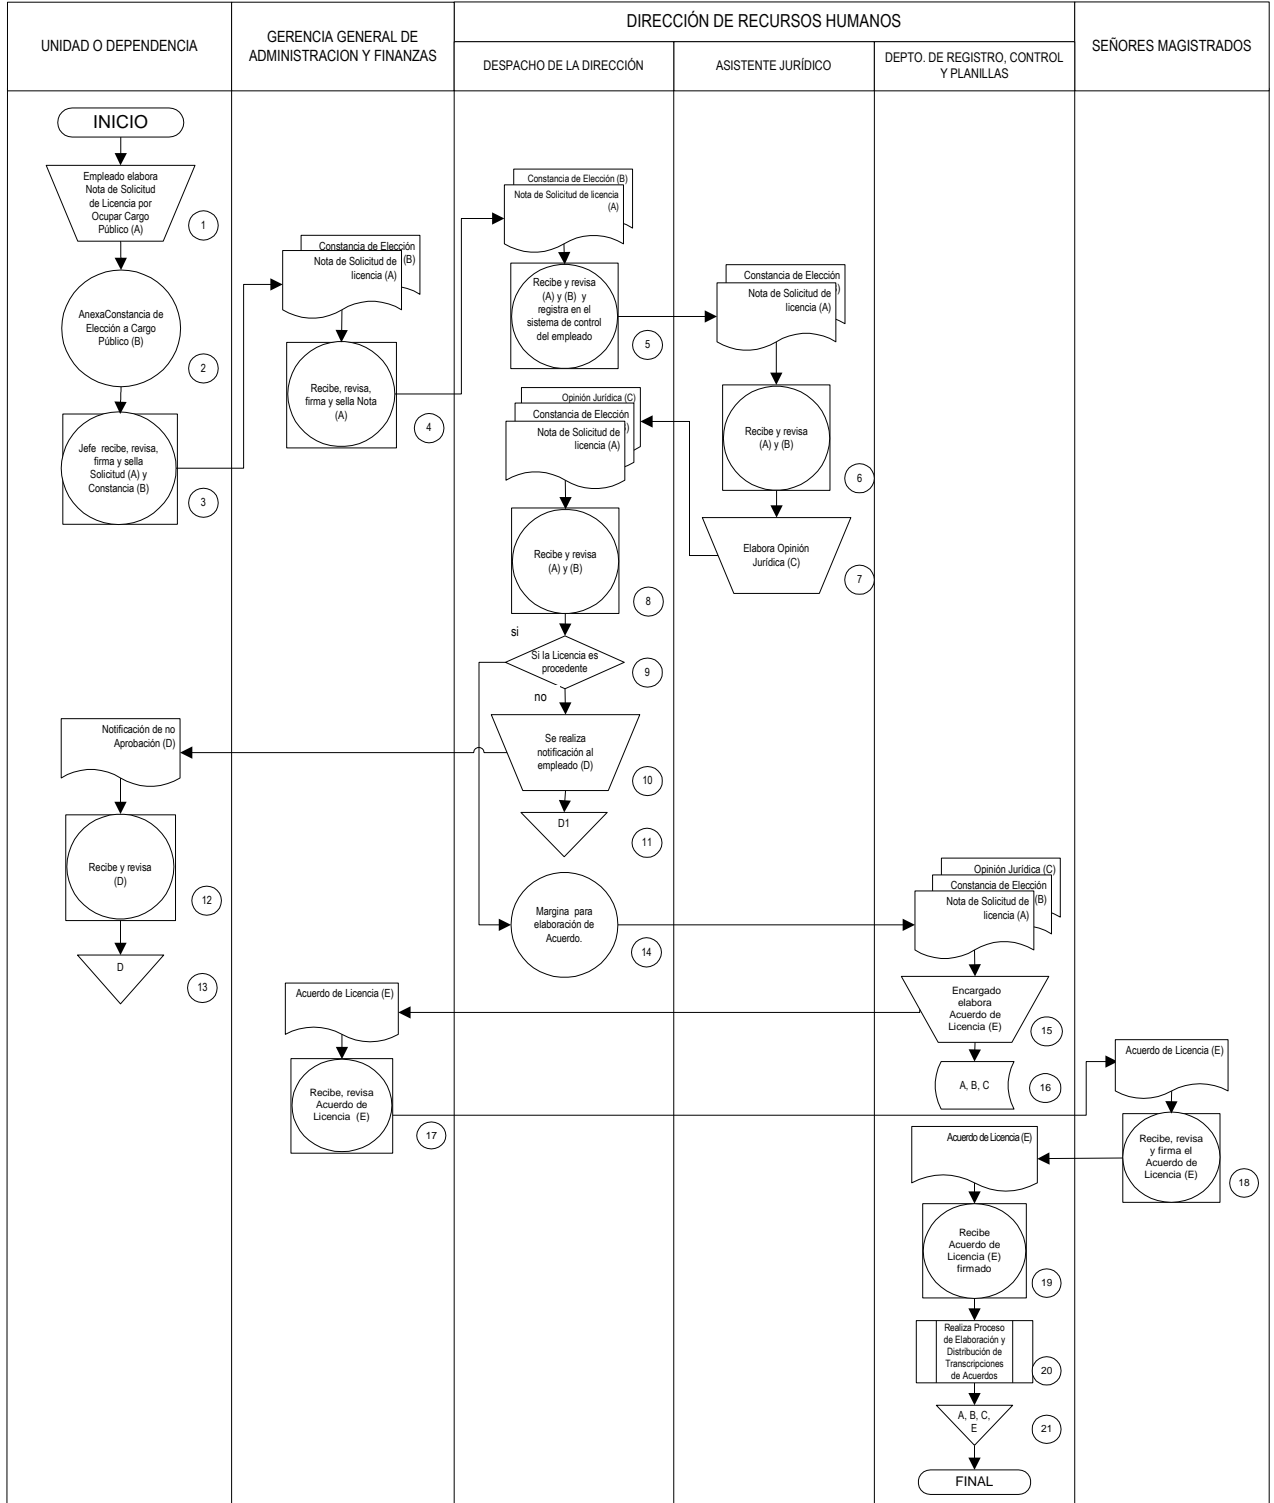 UNIDAD O DEPENDENCIA
GERENCIA GENERAL DE
ADMINISTRACION Y FINANZAS
DIRECCIÓN DE RECURSOS HUMANOS
DESPACHO DE LA DIRECCIÓN
ASISTENTE JURÍDICO
DEPTO. DE REGISTRO, CONTROL
Y PLANILLAS
SEÑORES MAGISTRADOS
INICIO
Empleado elabora
Nota de Solicitud
de Licencia por
Ocupar Cargo
Público (A)
1
AnexaConstancia de
Elección a Cargo
Público (B)
2
Jefe recibe, revisa,
firma y sella
Solicitud (A) y
Constancia (B)
3
Constancia de Elección
(B)
Nota de Solicitud de
licencia (A)
Recibe, revisa,
firma y sella Nota
(A)
4
Constancia de Elección (B)
Nota de Solicitud de licencia
(A)
Recibe y revisa
(A) y (B) y
registra en el
sistema de control
del empleado
5
Constancia de Elección
)
Nota de Solicitud de
licencia (A)
Recibe y revisa
(A) y (B)
6
Elabora Opinión
Jurídica (C)
7
Opinión Jurídica (C)
Constancia de Elección
)
Nota de Solicitud de
licencia (A)
Recibe y revisa
(A) y (B)
8
si
Si la Licencia es
procedente
9
no
Se realiza
notificación al
empleado (D)
10
D1
11
Notificación de no
Aprobación (D)
Recibe y revisa
(D)
12
D
13
Margina para
elaboración de
Acuerdo.
14
Opinión Jurídica (C)
Constancia de Elección
(B)
Nota de Solicitud de
licencia (A)
Encargado
elabora
Acuerdo de
Licencia (E)
15
A, B, C
16
Acuerdo de Licencia (E)
Recibe, revisa
Acuerdo de
Licencia (E)
17
Acuerdo de Licencia (E)
Recibe, revisa
y firma el
Acuerdo de
Licencia (E)
18
Acuerdo de Licencia (E)
Recibe
Acuerdo de
Licencia (E)
firmado
19
Realiza Proceso
de Elaboración y
Distribución de
Transcripciones
de Acuerdos
20
A, B, C,
E
21
FINAL